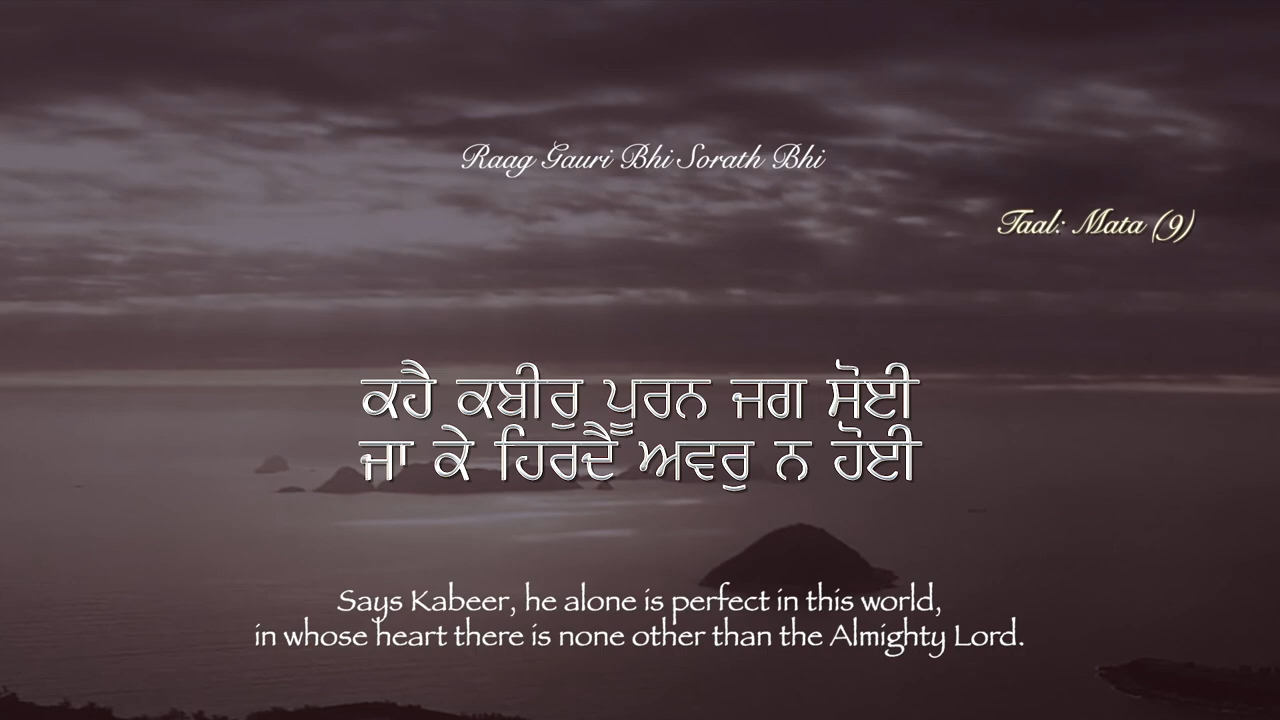 Raag Gauri Bhi Sorath Bhi
Taal: Mata (9)
ਕਹੈ ਕਬੀਰੁ ਪੂਰਨ ਜਗ ਸੋਈ
ਜਾ ਕੇ ਹਿਰਦੈ ਅਵਰੁ ਨ ਹੋਈ
Says Kabeer, he alone is perfect in this world,
in whose heart there is none other than the Almighty Lord.